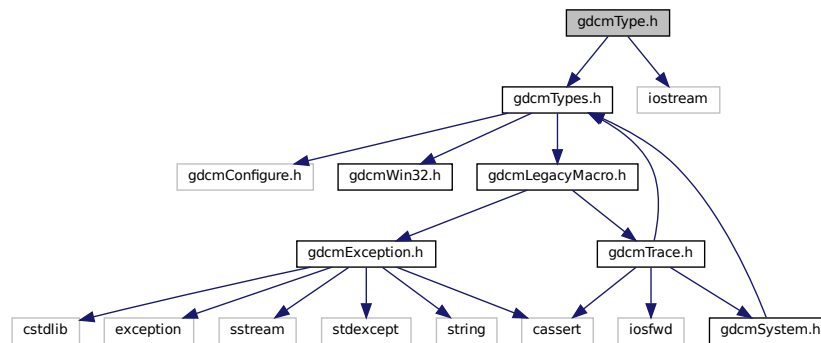 gdcmType.h
gdcmTypes.h
iostream
gdcmConfigure.h
gdcmWin32.h
gdcmLegacyMacro.h
gdcmException.h
gdcmTrace.h
cstdlib
exception
sstream
stdexcept
string
cassert
iosfwd
gdcmSystem.h